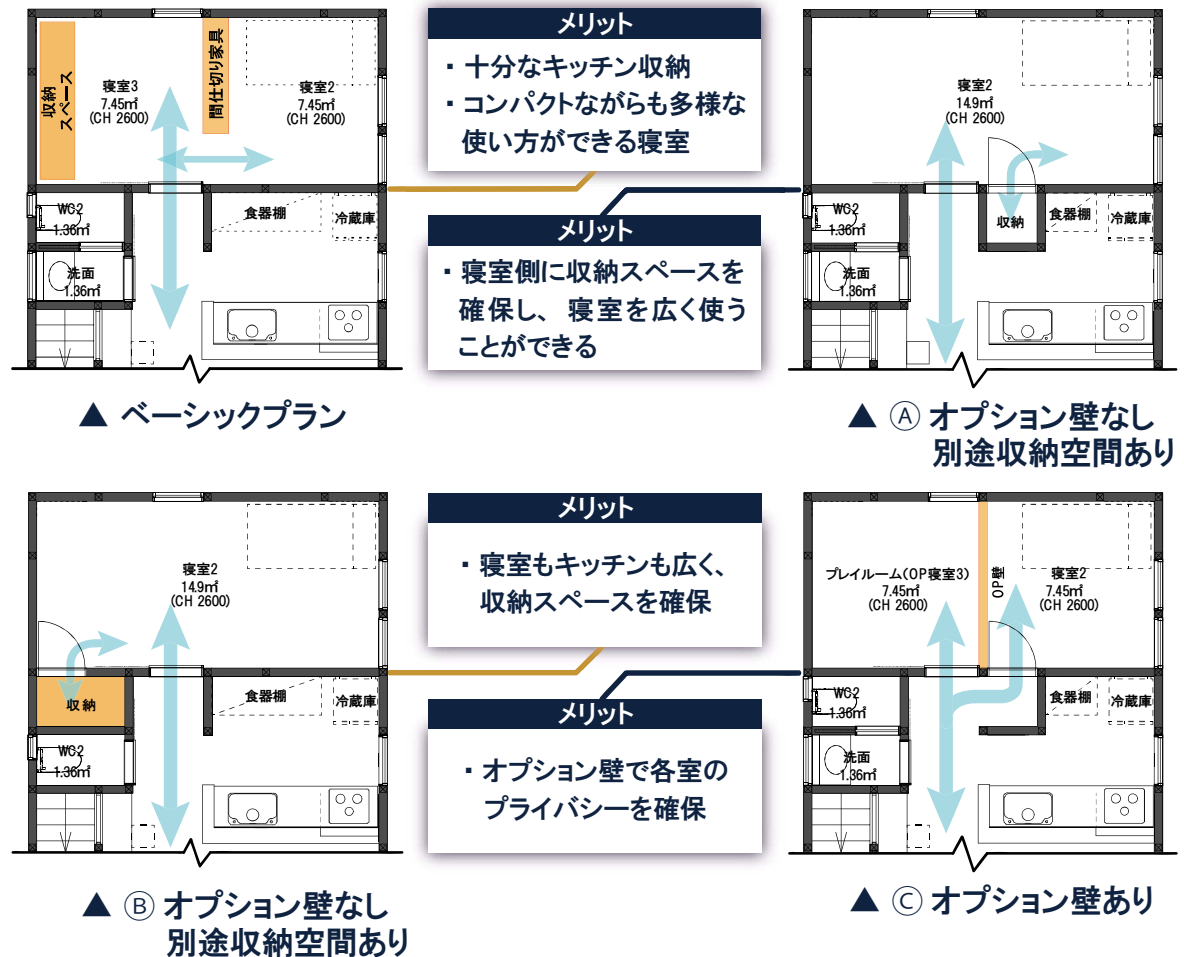 収納
スペース
間仕切り家具
寝室3
7.45㎡
(CH 2600)
寝室2
7.45㎡
(CH 2600)
WC2
1.36㎡
洗面
1.36㎡
食器棚
冷蔵庫
▲ ベーシックプラン
メリット
・十分なキッチン収納
・コンパクトながらも多様な
使い方ができる寝室
メリット
・寝室側に収納スペースを
確保し、寝室を広く使う
ことができる
寝室2
14.9㎡
(CH 2600)
WC2
1.36㎡
洗面
1.36㎡
収納
食器棚
冷蔵庫
▲ Ⓐ オプション壁なし
別途収納空間あり
寝室2
14.9㎡
(CH 2600)
収納
WC2
1.36㎡
食器棚
冷蔵庫
▲ Ⓑ オプション壁なし
別途収納空間あり
メリット
・寝室もキッチンも広く、
収納スペースを確保
メリット
・オプション壁で各室の
プライバシーを確保
プレイルーム(OP寝室3)
7.45㎡
(CH 2600)
OP壁
寝室2
7.45㎡
(CH 2600)
WC2
1.36㎡
洗面
1.36㎡
食器棚
冷蔵庫
▲ Ⓒ オプション壁あり